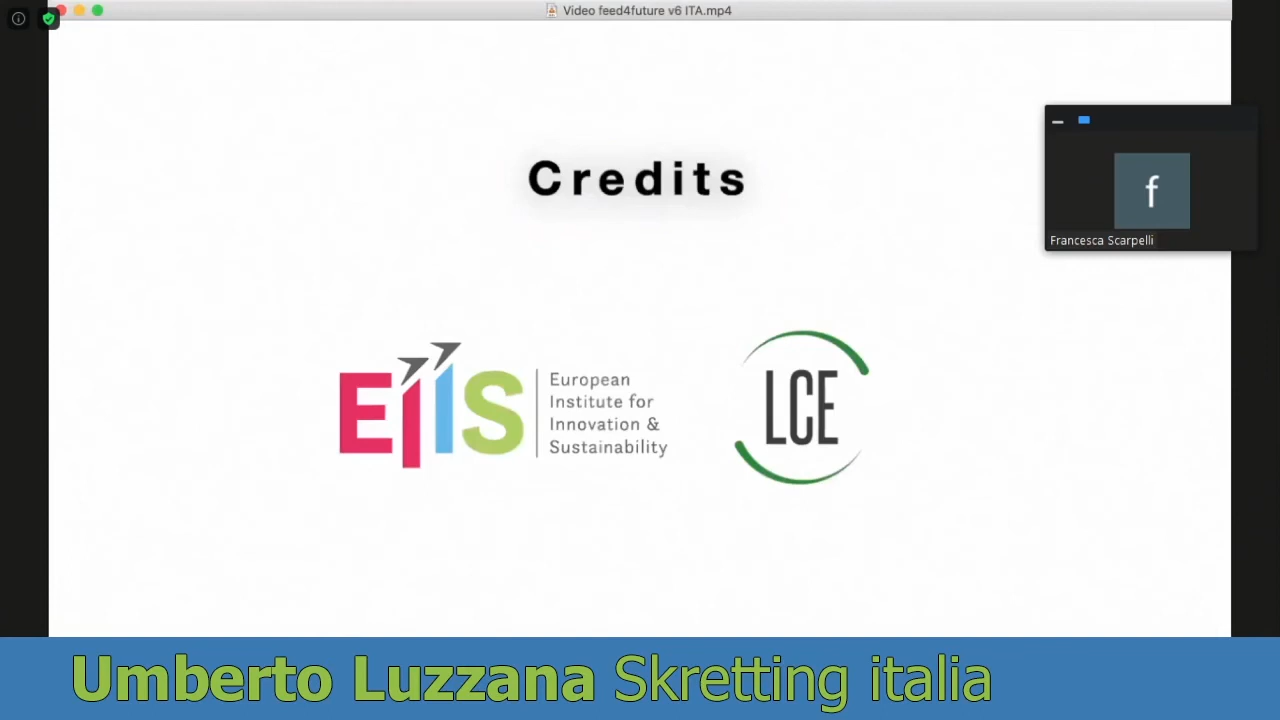 Video feed4future v6 ITA.mp4
Credits
f
Francesca Scarpelli
EIIS
European
Institute for
Innovation &
Sustainability
LCE
Umberto Luzzana Skretting italia